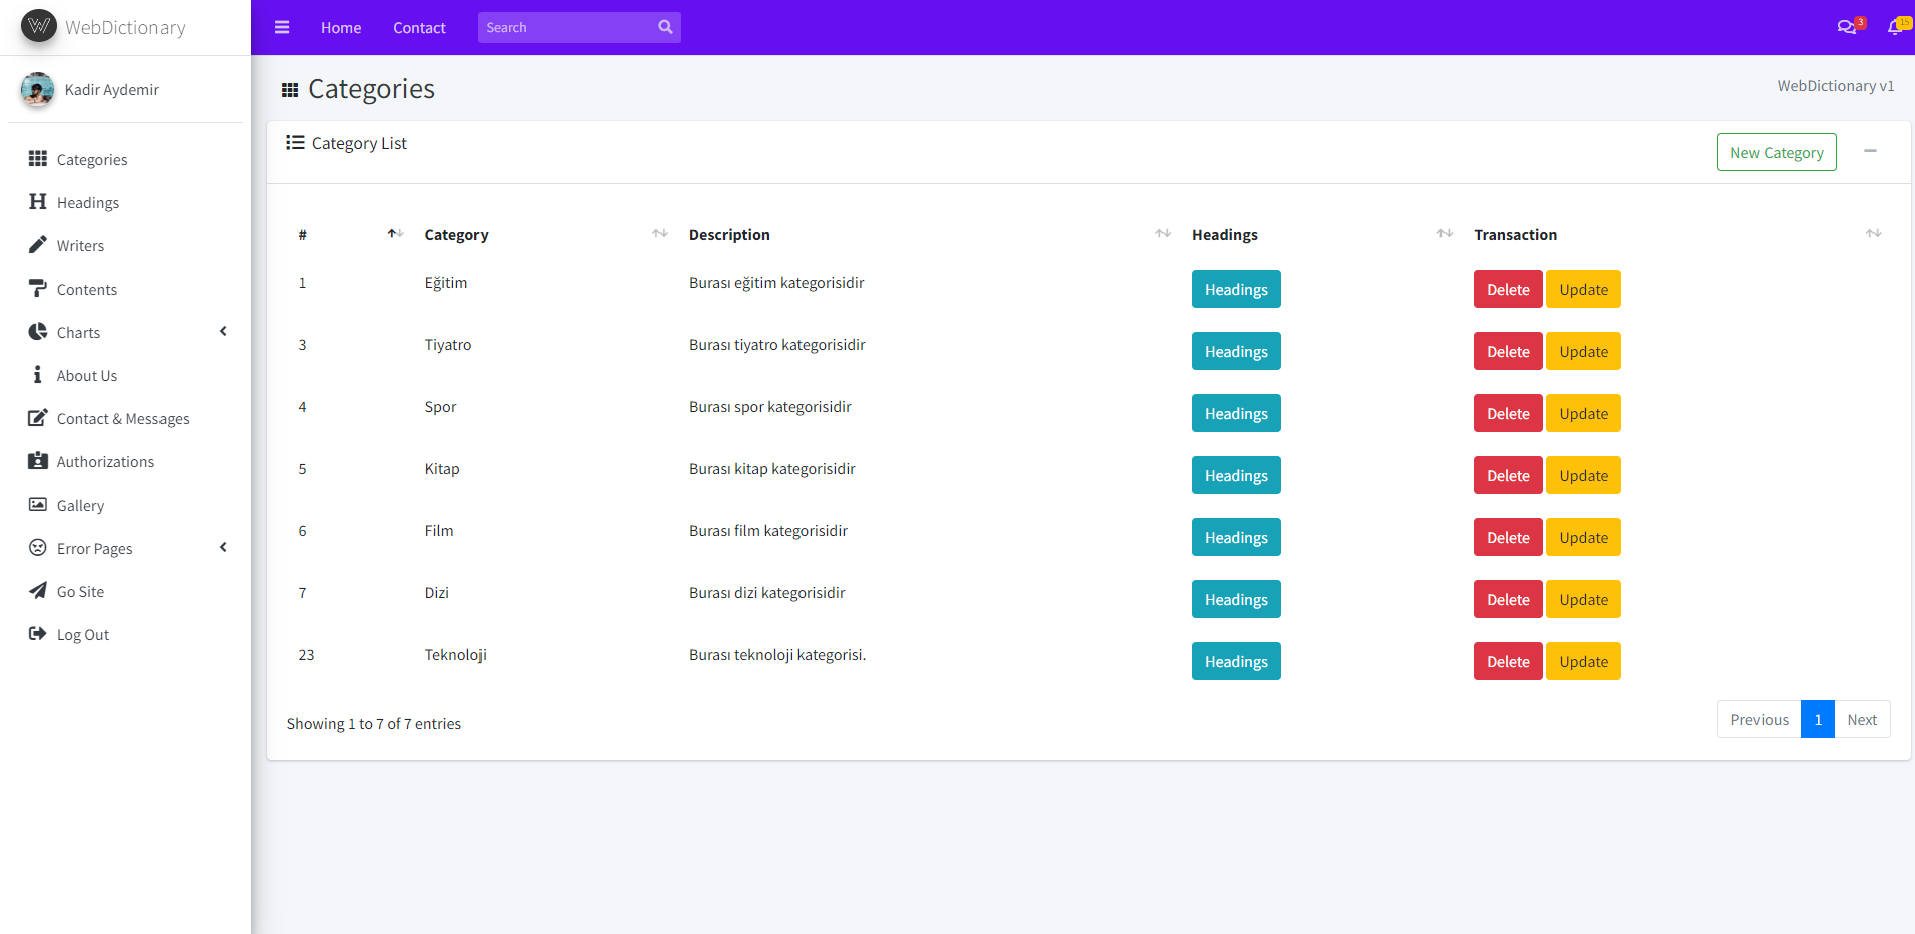 WebDictionary
Home Contact Search 3 15
Kadir Aydemir
Categories
Headings
Writers
Contents
Charts
About Us
Contact & Messages
Authorizations
Gallery
Error Pages
Go Site
Log Out
Categories
WebDictionary v1
Category List
New Category
# Category Description Headings Transaction
1 Eğitim Burası eğitim kategorisidir Headings Delete Update
3 Tiyatro Burası tiyatro kategorisidir Headings Delete Update
4 Spor Burası spor kategorisidir Headings Delete Update
5 Kitap Burası kitap kategorisidir Headings Delete Update
6 Film Burası film kategorisidir Headings Delete Update
7 Dizi Burası dizi kategorisidir Headings Delete Update
23 Teknoloji Burası teknoloji kategorisi. Headings Delete Update
Showing 1 to 7 of 7 entries
Previous 1 Next